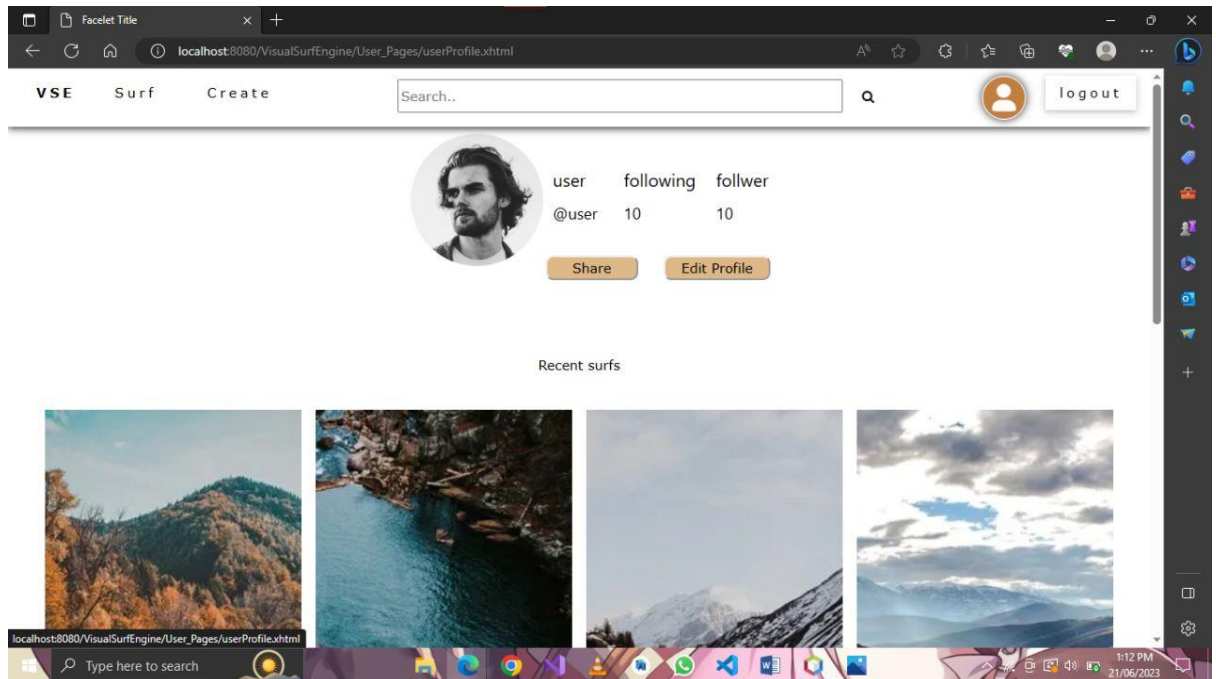 Facelet Title
localhost:8080/VisualSurfEngine/User_Pages/userProfile.xhtml
VSE Surf Create Search.. logout
user following follwer
@user 10 10
Share Edit Profile
Recent surfs
localhost:8080/VisualSurfEngine/User_Pages/userProfile.xhtml
Type here to search
1:12 PM
21/06/2023